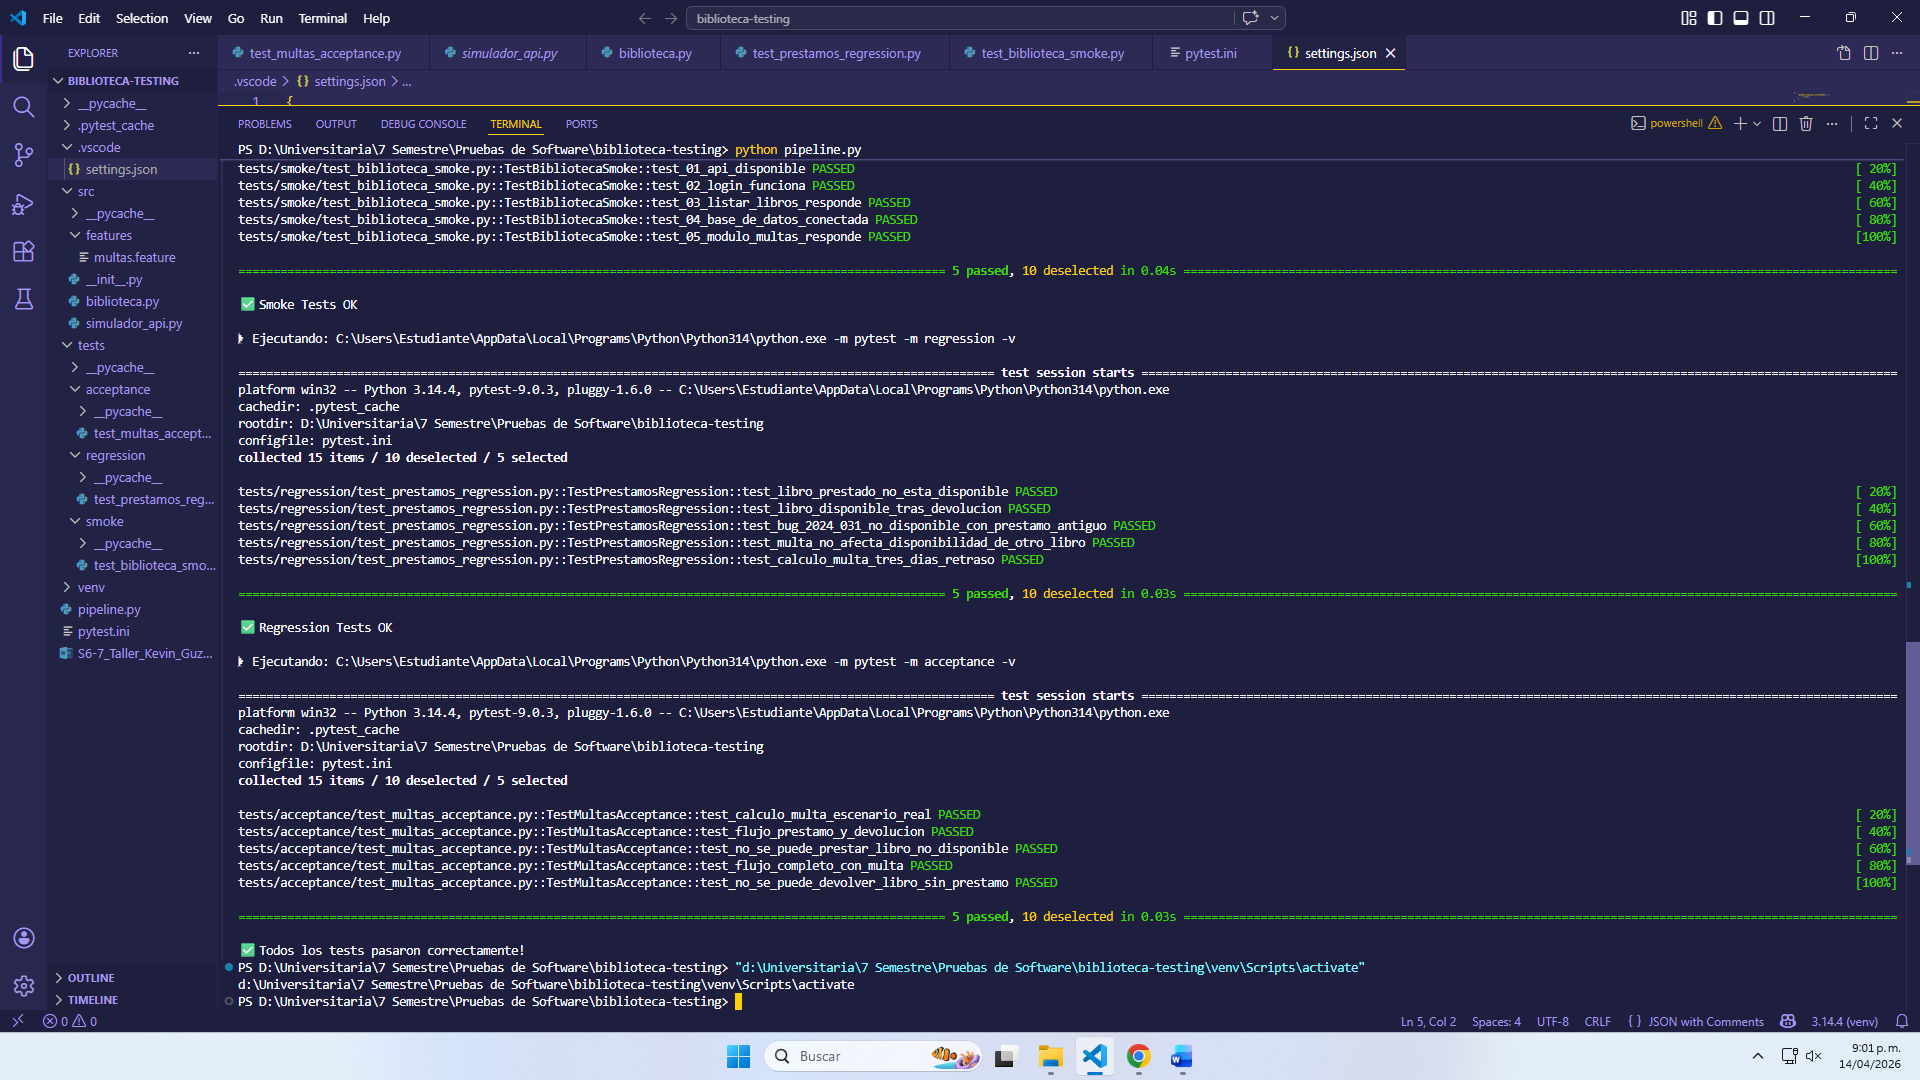 File Edit Selection View Go Run Terminal Help
biblioteca-testing
EXPLORER
BIBLIOTECA-TESTING
__pycache__
.pytest_cache
.vscode
settings.json
src
__pycache__
features
multas.feature
__init__.py
biblioteca.py
simulador_api.py
tests
__pycache__
acceptance
__pycache__
test_multas_accept...
regression
__pycache__
test_prestamos_reg...
smoke
__pycache__
test_biblioteca_smo...
venv
pipeline.py
pytest.ini
S6-7_Taller_Kevin_Guz...
OUTLINE
TIMELINE
test_multas_acceptance.py simulador_api.py biblioteca.py test_prestamos_regression.py test_biblioteca_smoke.py pytest.ini settings.json
.vscode > {} settings.json > ...
1 {
PROBLEMS OUTPUT DEBUG CONSOLE TERMINAL PORTS
powershell
PS D:\Universitaria\7 Semestre\Pruebas de Software\biblioteca-testing> python pipeline.py
tests/smoke/test_biblioteca_smoke.py::TestBibliotecaSmoke::test_01_api_disponible PASSED [ 20%]
tests/smoke/test_biblioteca_smoke.py::TestBibliotecaSmoke::test_02_login_funciona PASSED [ 40%]
tests/smoke/test_biblioteca_smoke.py::TestBibliotecaSmoke::test_03_listar_libros_responde PASSED [ 60%]
tests/smoke/test_biblioteca_smoke.py::TestBibliotecaSmoke::test_04_base_de_datos_conectada PASSED [ 80%]
tests/smoke/test_biblioteca_smoke.py::TestBibliotecaSmoke::test_05_modulo_multas_responde PASSED [100%]
5 passed, 10 deselected in 0.04s
✅ Smoke Tests OK
Ejecutando: C:\Users\Estudiante\AppData\Local\Programs\Python\Python314\python.exe -m pytest -m regression -v
test session starts
platform win32 -- Python 3.14.4, pytest-9.0.3, pluggy-1.6.0 -- C:\Users\Estudiante\AppData\Local\Programs\Python\Python314\python.exe
cachedir: .pytest_cache
rootdir: D:\Universitaria\7 Semestre\Pruebas de Software\biblioteca-testing
configfile: pytest.ini
collected 15 items / 10 deselected / 5 selected
tests/regression/test_prestamos_regression.py::TestPrestamosRegression::test_libro_prestado_no_esta_disponible PASSED [ 20%]
tests/regression/test_prestamos_regression.py::TestPrestamosRegression::test_libro_disponible_tras_devolucion PASSED [ 40%]
tests/regression/test_prestamos_regression.py::TestPrestamosRegression::test_bug_2024_031_no_disponible_con_prestamo_antiguo PASSED [ 60%]
tests/regression/test_prestamos_regression.py::TestPrestamosRegression::test_multa_no_afecta_disponibilidad_de_otro_libro PASSED [ 80%]
tests/regression/test_prestamos_regression.py::TestPrestamosRegression::test_calculo_multa_tres_dias_retraso PASSED [100%]
5 passed, 10 deselected in 0.03s
✅ Regression Tests OK
Ejecutando: C:\Users\Estudiante\AppData\Local\Programs\Python\Python314\python.exe -m pytest -m acceptance -v
test session starts
platform win32 -- Python 3.14.4, pytest-9.0.3, pluggy-1.6.0 -- C:\Users\Estudiante\AppData\Local\Programs\Python\Python314\python.exe
cachedir: .pytest_cache
rootdir: D:\Universitaria\7 Semestre\Pruebas de Software\biblioteca-testing
configfile: pytest.ini
collected 15 items / 10 deselected / 5 selected
tests/acceptance/test_multas_acceptance.py::TestMultasAcceptance::test_calculo_multa_escenario_real PASSED [ 20%]
tests/acceptance/test_multas_acceptance.py::TestMultasAcceptance::test_flujo_prestamo_y_devolucion PASSED [ 40%]
tests/acceptance/test_multas_acceptance.py::TestMultasAcceptance::test_no_se_puede_prestar_libro_no_disponible PASSED [ 60%]
tests/acceptance/test_multas_acceptance.py::TestMultasAcceptance::test_flujo_completo_con_multa PASSED [ 80%]
tests/acceptance/test_multas_acceptance.py::TestMultasAcceptance::test_no_se_puede_devolver_libro_sin_prestamo PASSED [100%]
5 passed, 10 deselected in 0.03s
✅ Todos los tests pasaron correctamente!
PS D:\Universitaria\7 Semestre\Pruebas de Software\biblioteca-testing> "d:\Universitaria\7 Semestre\Pruebas de Software\biblioteca-testing\venv\Scripts\activate"
d:\Universitaria\7 Semestre\Pruebas de Software\biblioteca-testing\venv\Scripts\activate
PS D:\Universitaria\7 Semestre\Pruebas de Software\biblioteca-testing>
0 0 Ln 5, Col 2 Spaces: 4 UTF-8 CRLF {} JSON with Comments 3.14.4 (venv)
Buscar
9:01 p. m.
14/04/2026